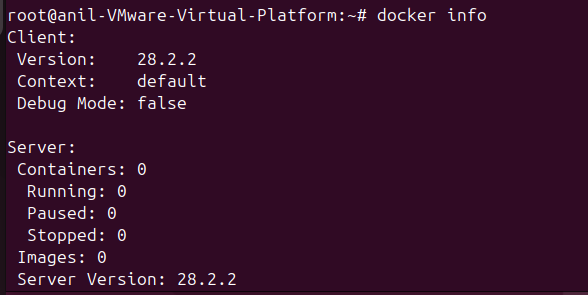 root@anil-VMware-Virtual-Platform:~# docker info
Client:
 Version:    28.2.2
 Context:    default
 Debug Mode: false

Server:
 Containers: 0
  Running: 0
  Paused: 0
  Stopped: 0
 Images: 0
 Server Version: 28.2.2